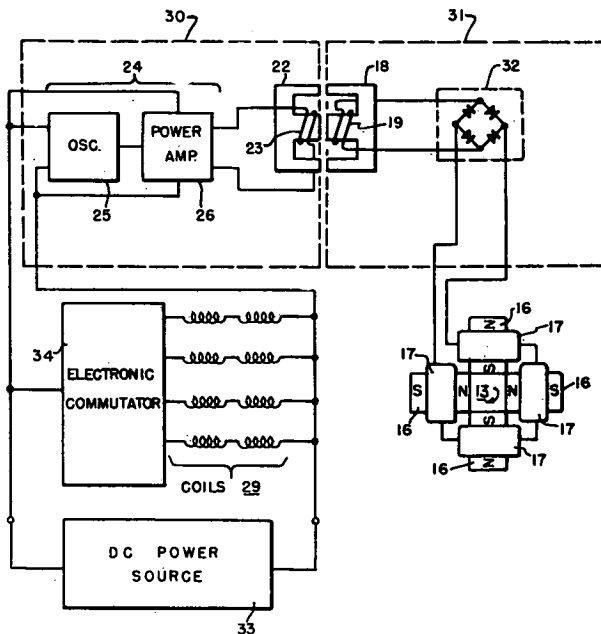 30
31
24
22
18
32
OSC.
POWER
AMP.
23
19
25
26
34
ELECTRONIC
COMMUTATOR
COILS 29
DC POWER
SOURCE
33
16
N
17
S
17
S
N
13
N
S
16
16
S
17
17
16
N